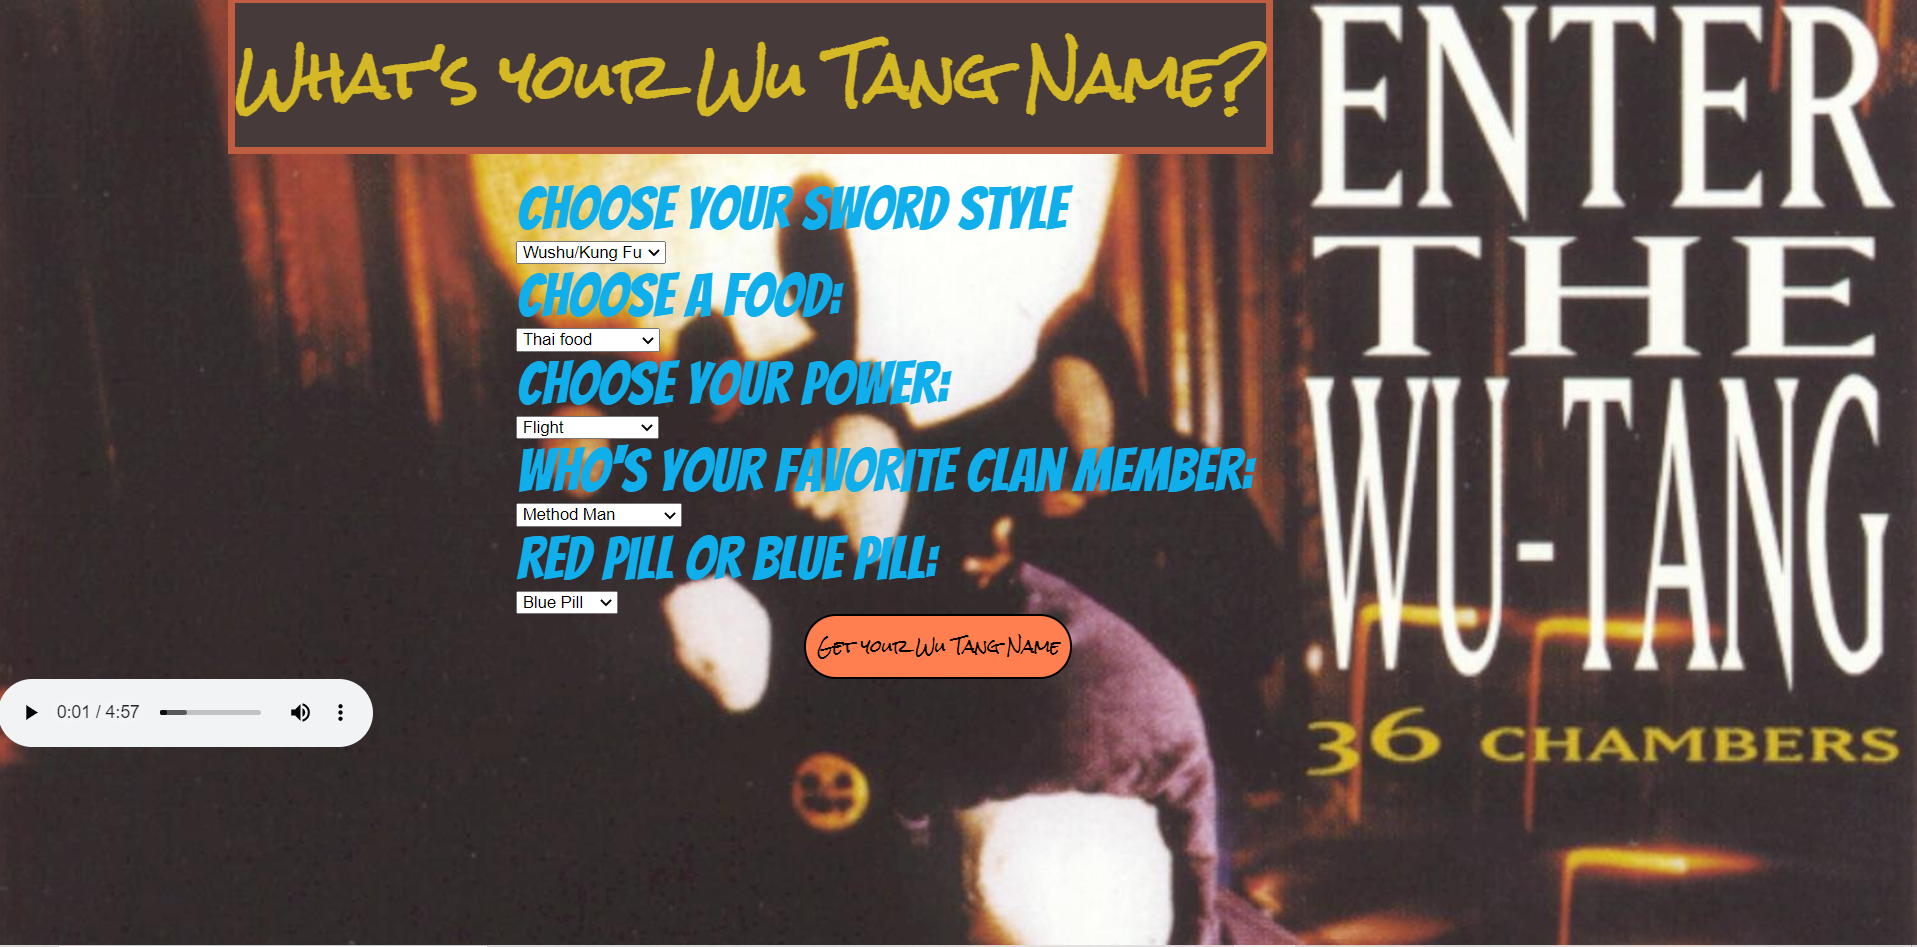 What's your Wu Tang Name?
CHOOSE YOUR SWORD STYLE
Wushu/Kung Fu
CHOOSE A FOOD:
Thai food
CHOOSE YOUR POWER:
Flight
WHO'S YOUR FAVORITE CLAN MEMBER:
Method Man
RED PILL OR BLUE PILL:
Blue Pill
Get your Wu Tang Name
0:01 / 4:57
ENTER
THE
WU-TANG
36 CHAMBERS